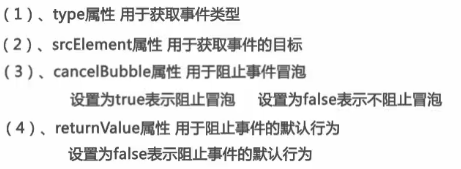 （1）、type属性 用于获取事件类型
（2）、srcElement属性 用于获取事件的目标
（3）、cancelBubble属性 用于阻止事件冒泡
设置为true表示阻止冒泡 设置为false表示不阻止冒泡
（4）、returnValue属性 用于阻止事件的默认行为
设置为false表示阻止事件的默认行为